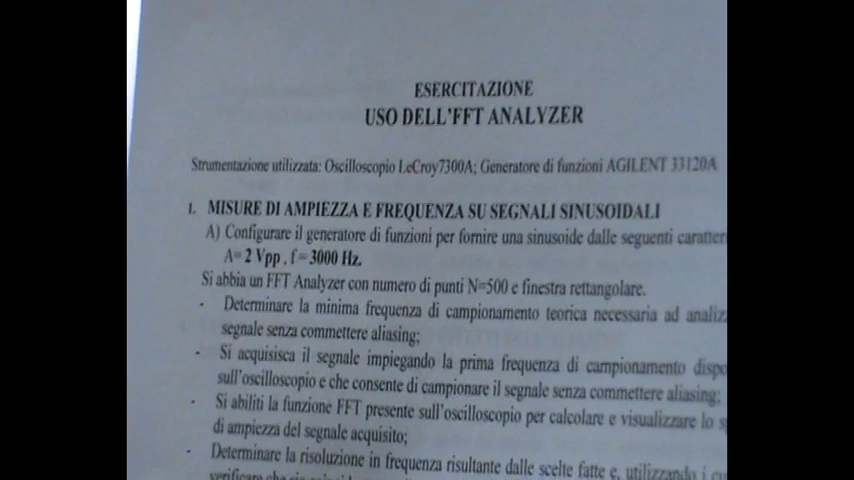 ESERCITAZIONE
USO DELL'FFT ANALYZER
Strumentazione utilizzata: Oscilloscopio LeCroy7300A; Generatore di funzioni AGILENT 33120A
1. MISURE DI AMPIEZZA E FREQUENZA SU SEGNALI SINUSOIDALI
A) Configurare il generatore di funzioni per fornire una sinusoide dalle seguenti caratteri
A= 2 Vpp , f = 3000 Hz.
Si abbia un FFT Analyzer con numero di punti N=500 e finestra rettangolare.
- Determinare la minima frequenza di campionamento teorica necessaria ad analizz
segnale senza commettere aliasing;
- Si acquisisca il segnale impiegando la prima frequenza di campionamento dispo
sull'oscilloscopio e che consente di campionare il segnale senza commettere aliasing;
- Si abiliti la funzione FFT presente sull'oscilloscopio per calcolare e visualizzare lo s
di ampiezza del segnale acquisito;
- Determinare la risoluzione in frequenza risultante dalle scelte fatte e, utilizzando i cu
verificare che